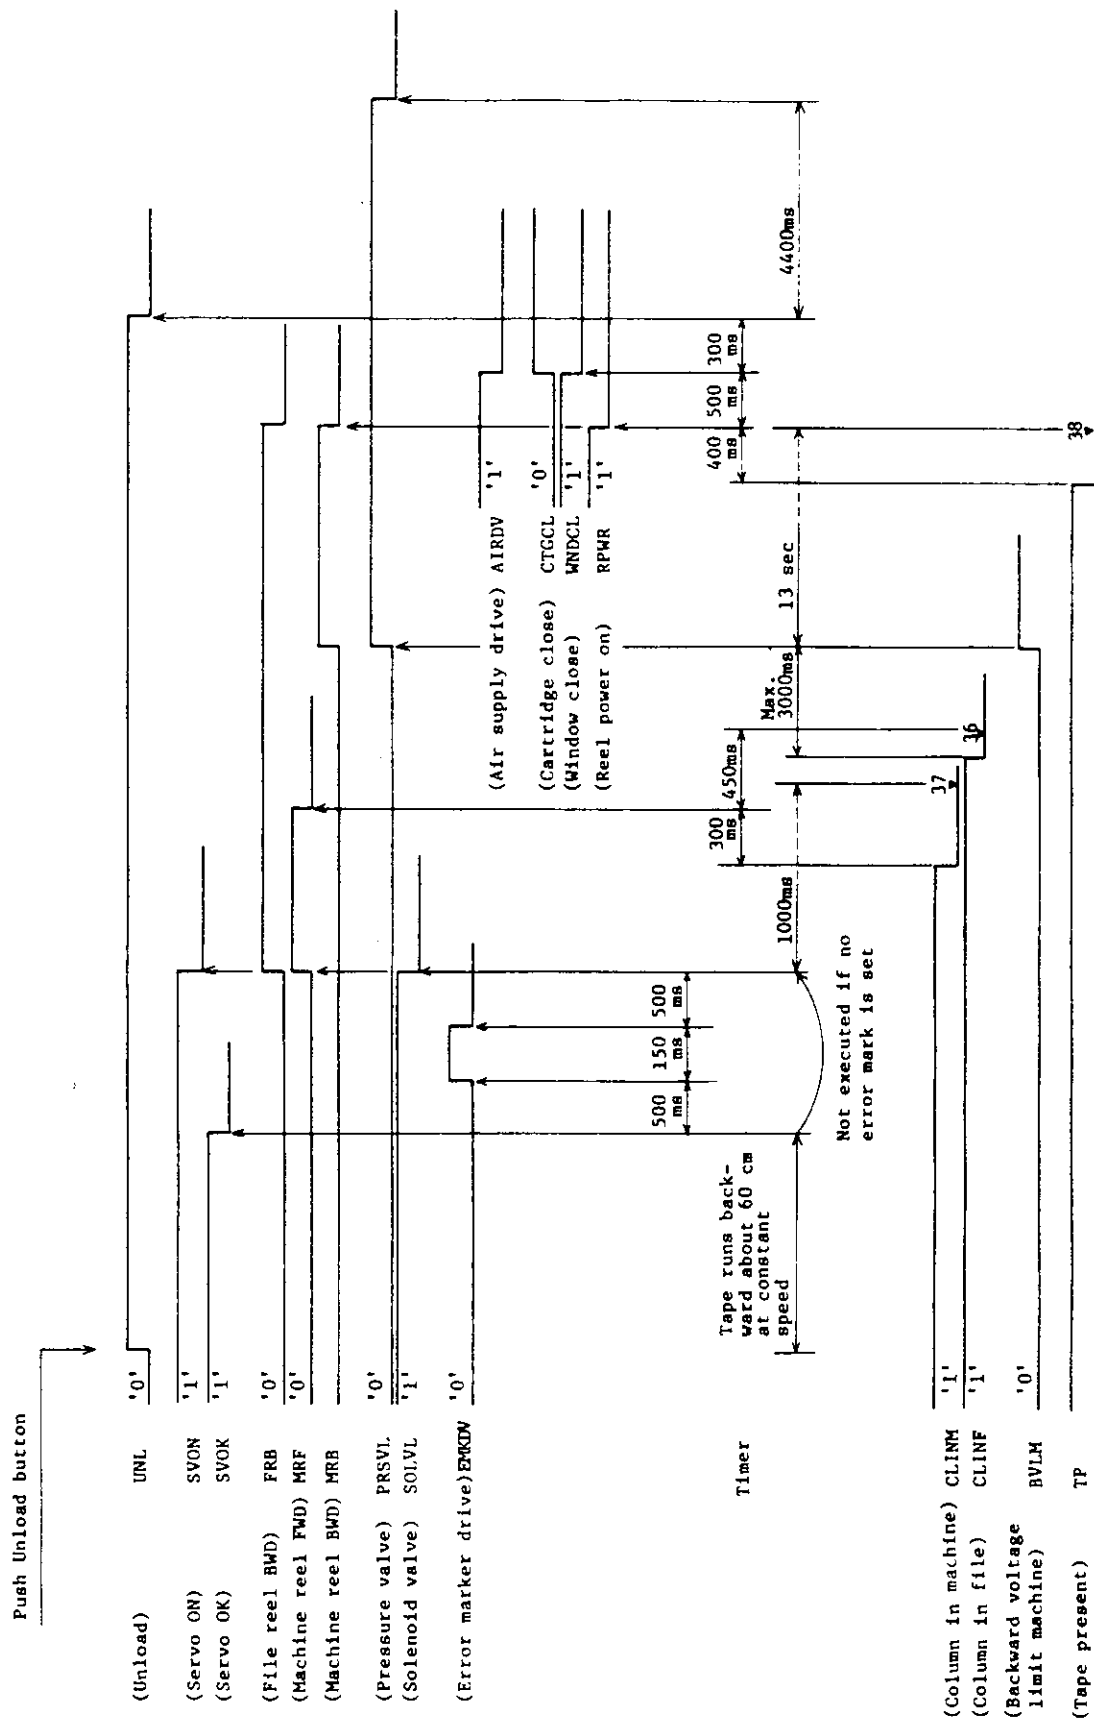 Push Unload button
(Unload) UNL '0'
(Servo ON) SVON '1'
(Servo OK) SVOK '1'
(File reel BWD) FRB '0'
(Machine reel FWD) MRF '0'
(Machine reel BWD) MRB
(Pressure valve) PRSVL '0'
(Solenoid valve) SOLVL '1'
(Error marker drive) EMKDV '0'
(Air supply drive) AIRDV '1'
(Cartridge close) CTGCL '0'
(Window close) WNDCL '1'
(Reel power on) RPWR '1'
Timer
Tape runs back-
ward about 60 cm
at constant
speed
500
ms
150
ms
500
ms
Not executed if no
error mark is set
1000ms
300
ms
450ms
Max.
3000ms
13 sec
400
ms
500
ms
300
ms
4400ms
(Column in machine) CLINM '1'
37
(Column in file) CLINF '1'
36
(Backward voltage
limit machine) BVLM '0'
(Tape present) TP
38